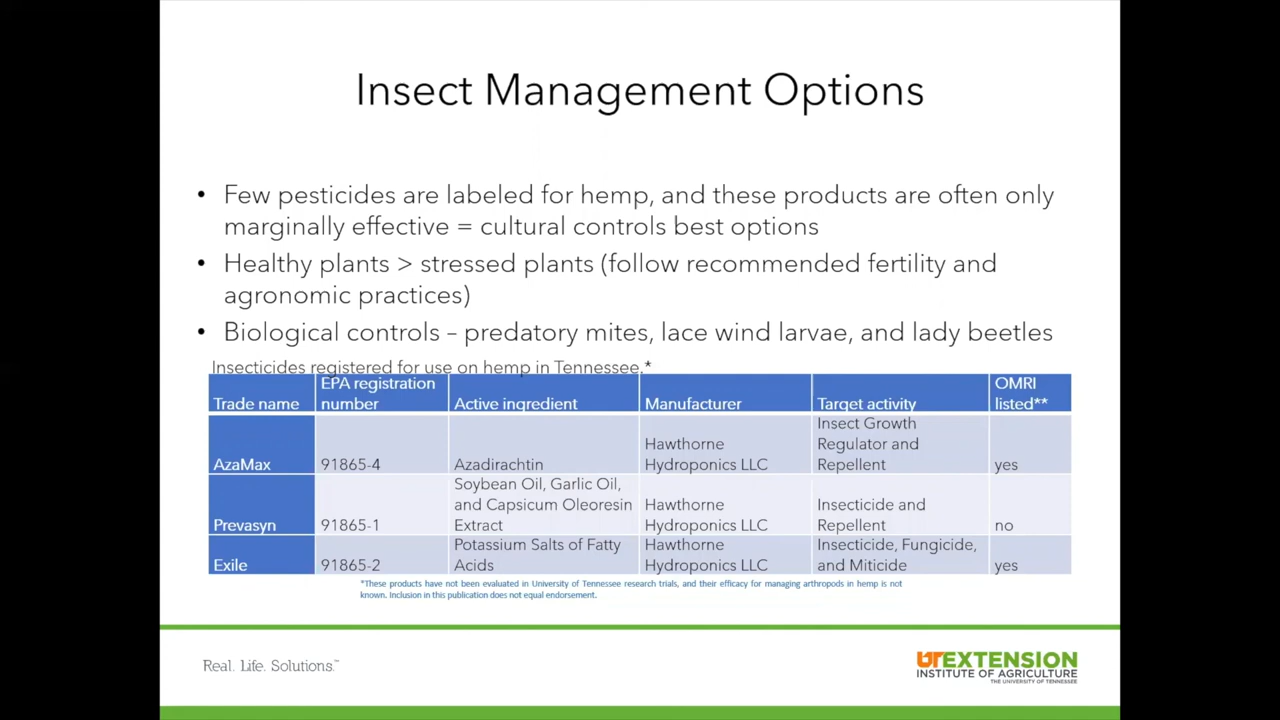 Insect Management Options
• Few pesticides are labeled for hemp, and these products are often only
marginally effective = cultural controls best options
• Healthy plants > stressed plants (follow recommended fertility and
agronomic practices)
• Biological controls – predatory mites, lace wind larvae, and lady beetles
Insecticides registered for use on hemp in Tennessee.*
Trade name EPA registration number Active ingredient Manufacturer Target activity OMRI listed**
AzaMax 91865-4 Azadirachtin Hawthorne Hydroponics LLC Insect Growth Regulator and Repellent yes
Prevasyn 91865-1 Soybean Oil, Garlic Oil, and Capsicum Oleoresin Extract Hawthorne Hydroponics LLC Insecticide and Repellent no
Exile 91865-2 Potassium Salts of Fatty Acids Hawthorne Hydroponics LLC Insecticide, Fungicide, and Miticide yes
*These products have not been evaluated in University of Tennessee research trials, and their efficacy for managing arthropods in hemp is not
known. Inclusion in this publication does not equal endorsement.
Real. Life. Solutions.™
UT EXTENSION
INSTITUTE OF AGRICULTURE
THE UNIVERSITY OF TENNESSEE